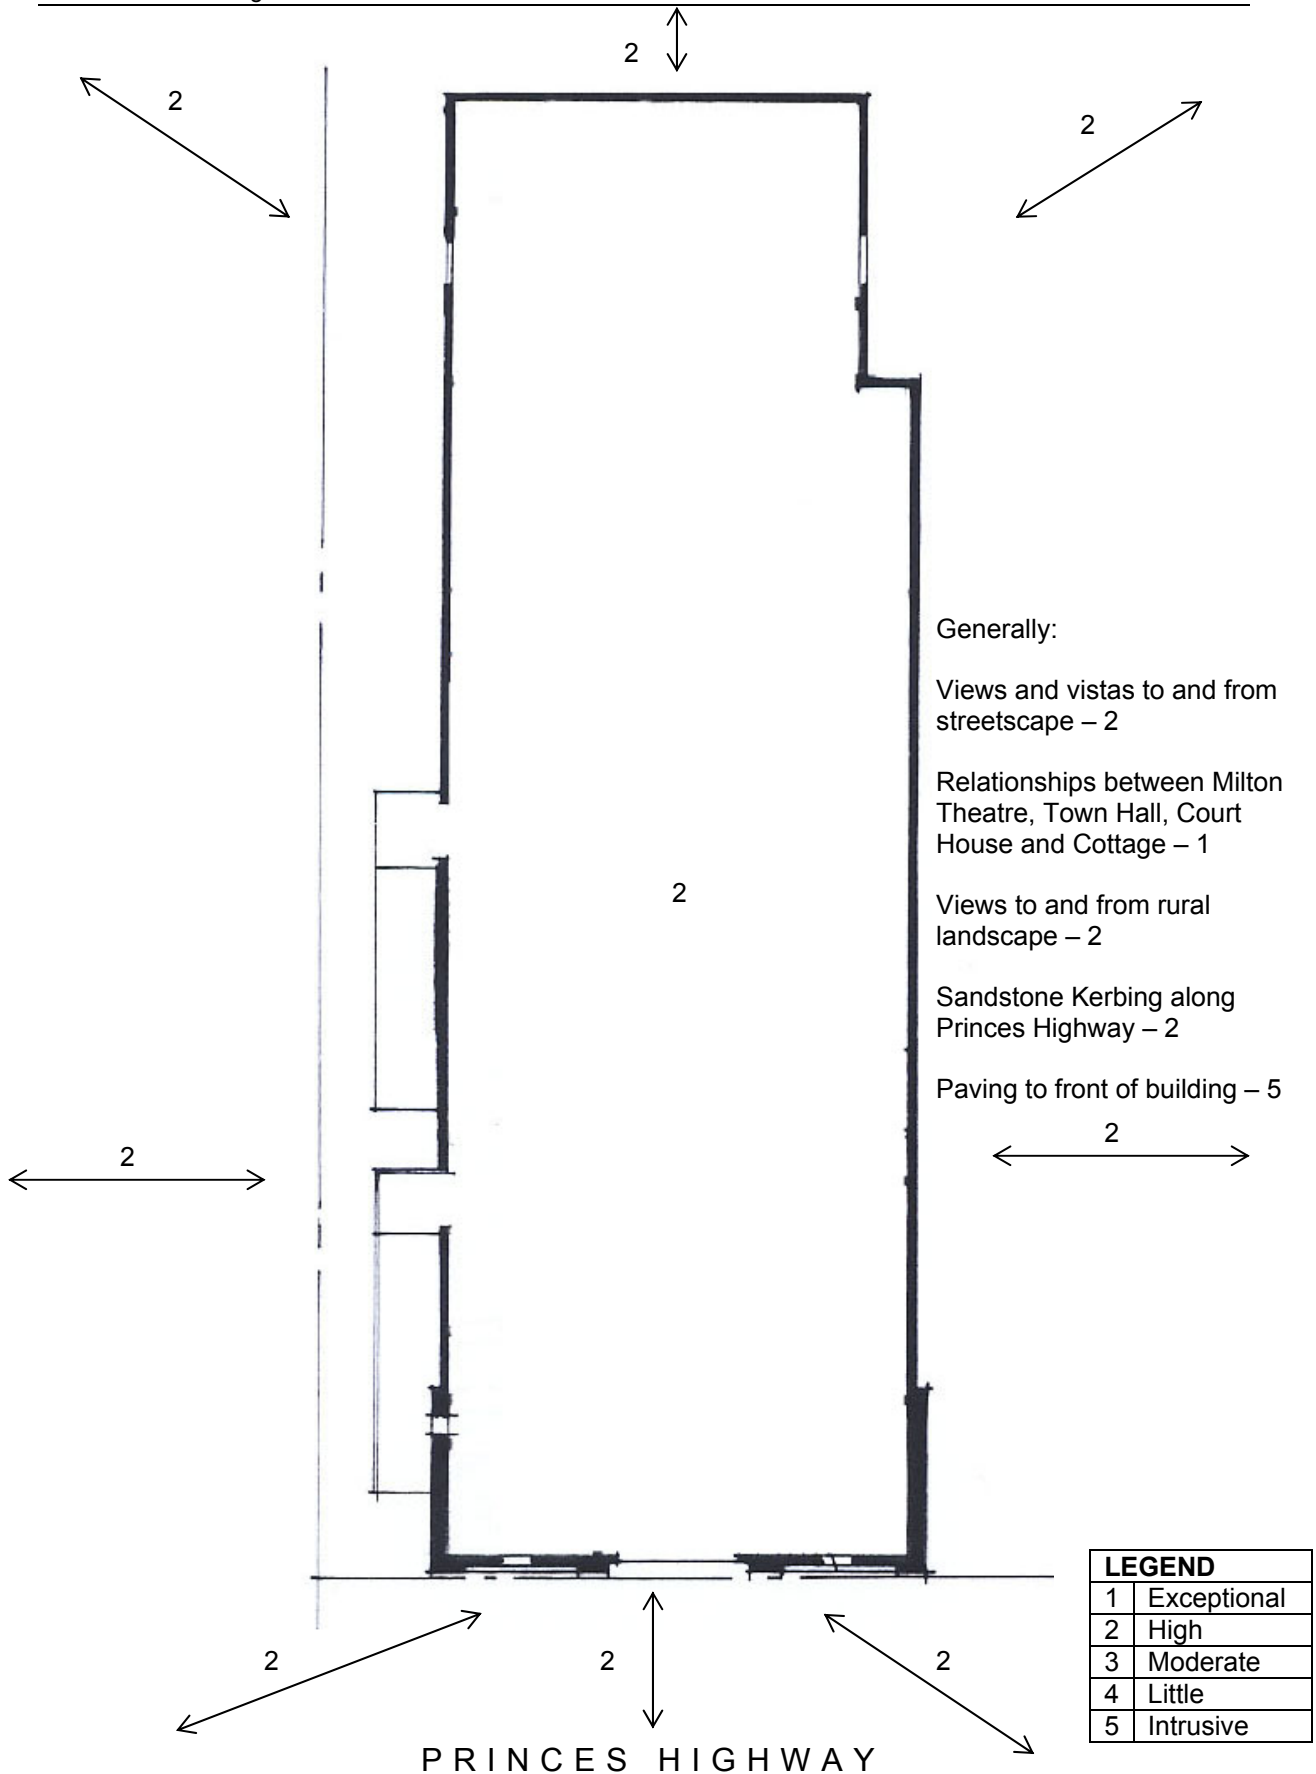 2
2
2
Generally:
Views and vistas to and from
streetscape – 2
Relationships between Milton
Theatre, Town Hall, Court
House and Cottage – 1
2
Views to and from rural
landscape – 2
Sandstone Kerbing along
Princes Highway – 2
Paving to front of building – 5
2
2
LEGEND
1 Exceptional
2 High
3 Moderate
4 Little
5 Intrusive
2
2
2
PRINCES HIGHWAY